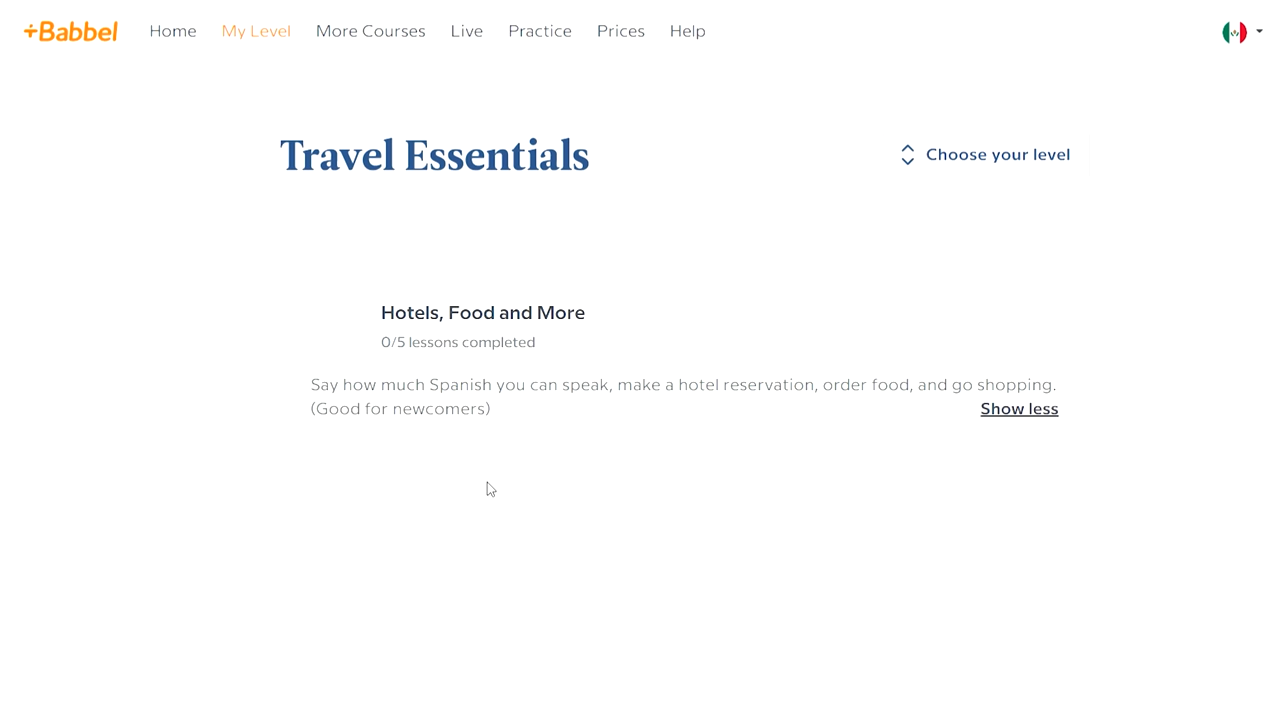 +Babbel Home My Level More Courses Live Practice Prices Help
Travel Essentials
Choose your level
Hotels, Food and More
0/5 lessons completed
Say how much Spanish you can speak, make a hotel reservation, order food, and go shopping.
(Good for newcomers)
Show less